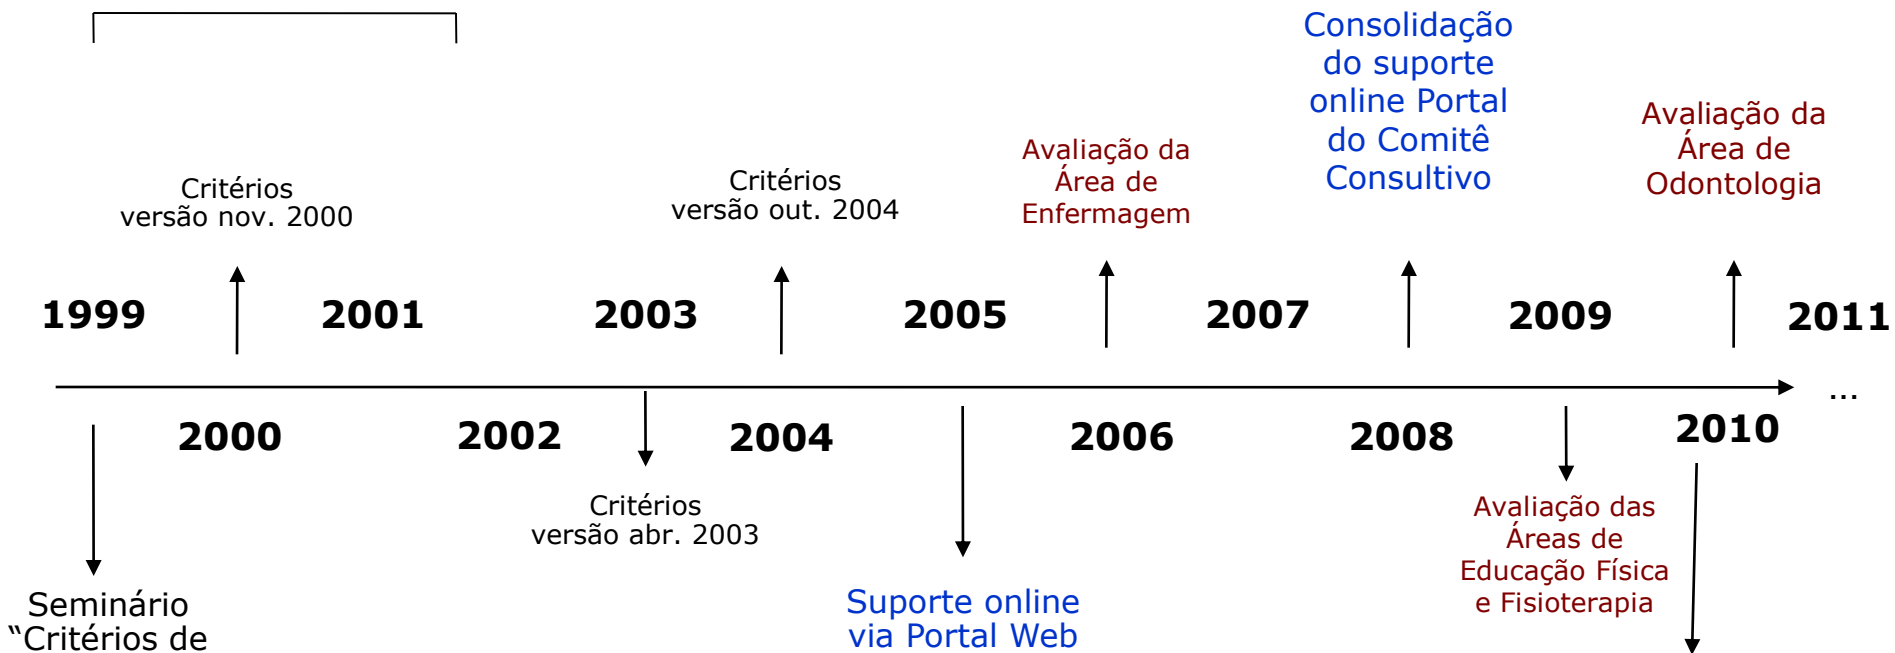 Consolidação
do suporte
online Portal
do Comitê
Consultivo
Avaliação da
Área de
Odontologia
Avaliação da
Área de
Enfermagem
Critérios
versão out. 2004
Critérios
versão nov. 2000
1999
2001
2003
2005
2007
2009
2011
...
2000
2002
2004
2006
2008
2010
Critérios
versão abr. 2003
Avaliação das
Áreas de
Educação Física
e Fisioterapia
Seminário
“Critérios de
Suporte online
via Portal Web